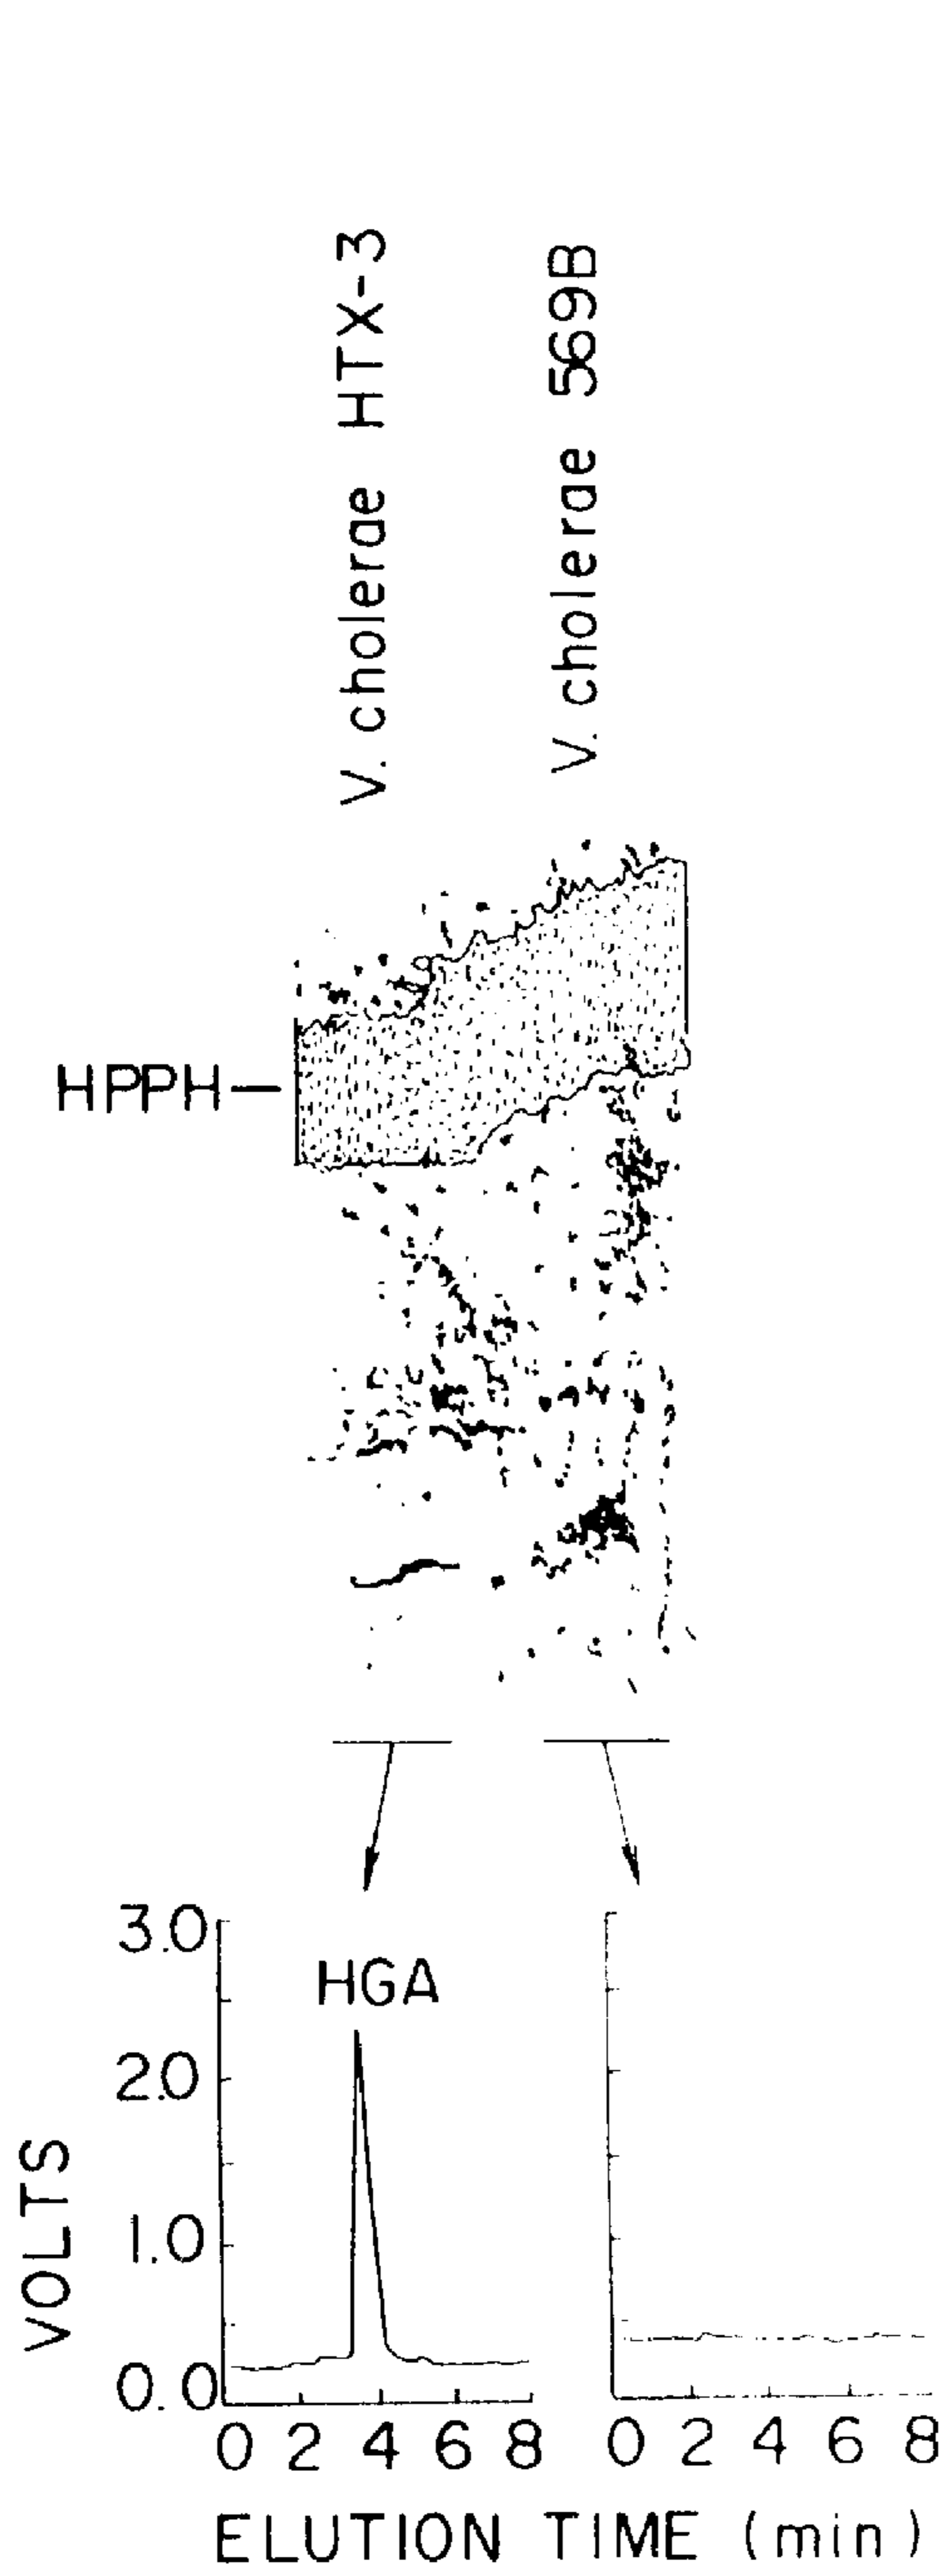 V. cholerae HTX-3
V. cholerae 569B
HPPH
HGA
3.0
2.0
1.0
0.0
VOLTS
0 2 4 6 8
0 2 4 6 8
ELUTION TIME (min)